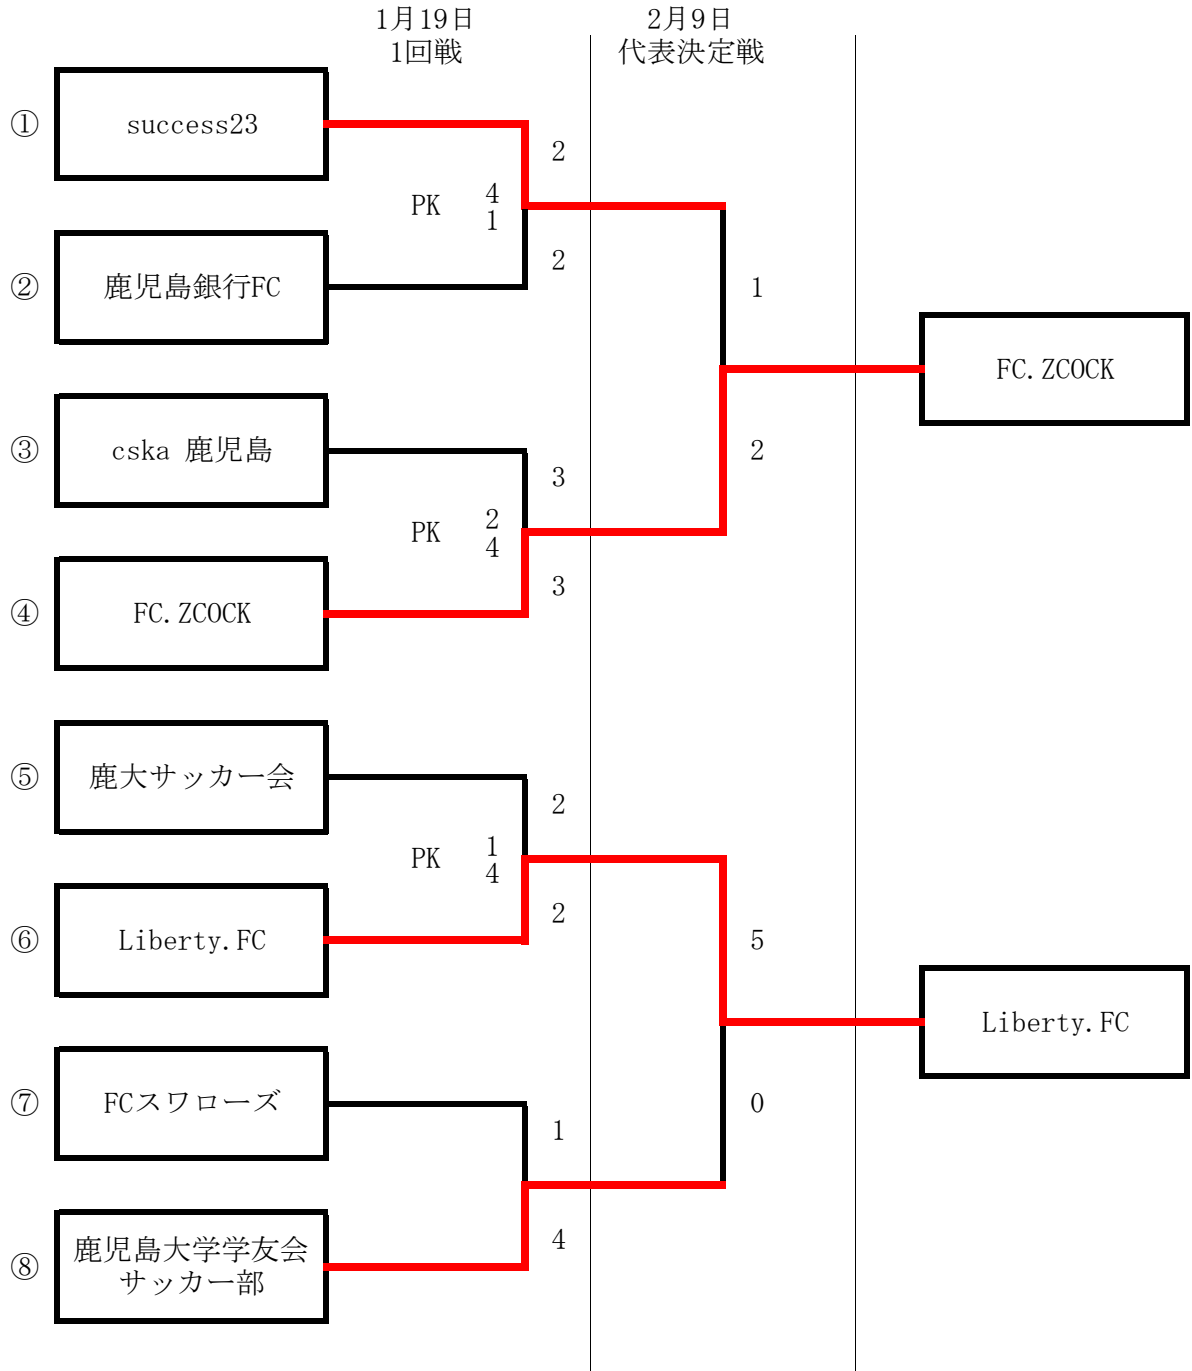 1月19日
1回戦
2月9日
代表決定戦
① success23
2
PK 4
1
2
② 鹿児島銀行FC
1
FC.ZCOCK
③ cska 鹿児島
3
2
PK 2
4
3
④ FC.ZCOCK
⑤ 鹿大サッカー会
2
PK 1
4
2
⑥ Liberty.FC
5
Liberty.FC
⑦ FCスワローズ
1
0
4
⑧ 鹿児島大学学友会
サッカー部